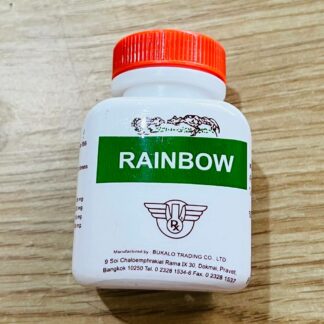 RAINBOW
Rx
Manufactured by : BUKALO TRADING CO. LTD
9 Soi Chaloemphrakiat Rama IX 30, Dokmai, Pravet,
Bangkok 10250 Tel. 0 2328 1534-6 Fax. 0 2328 1537